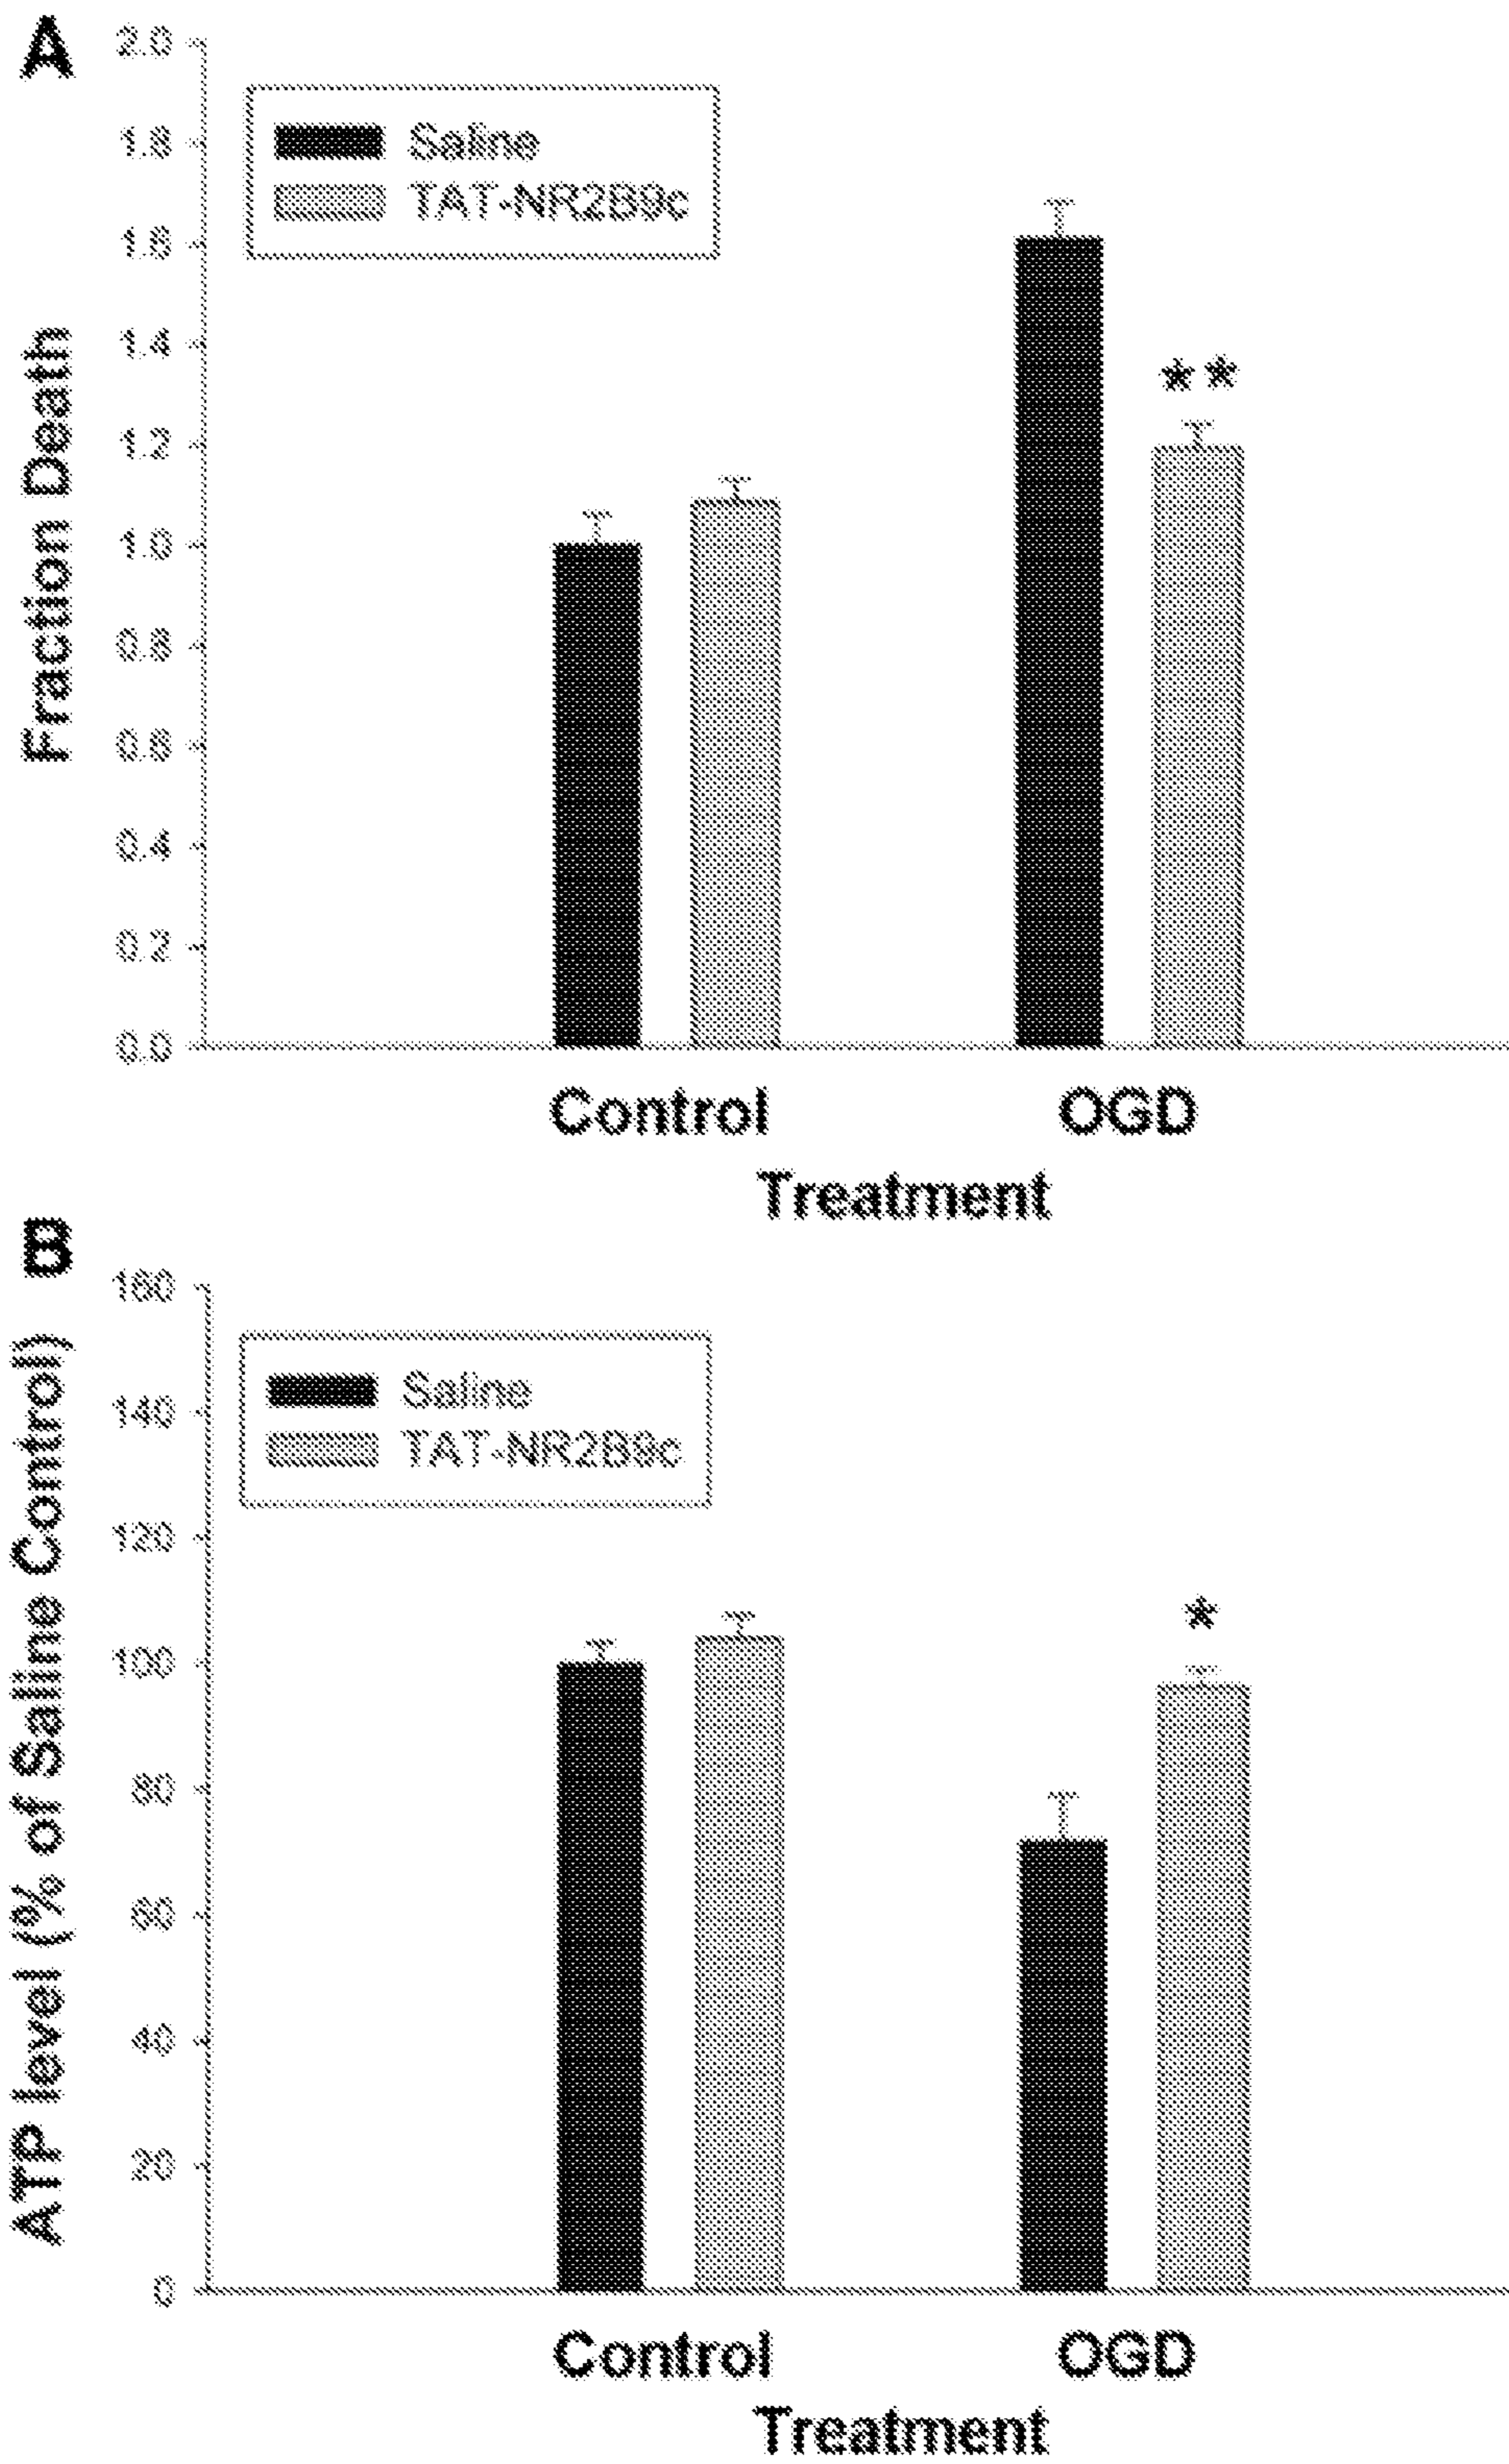 A
2.0
1.8
1.6
1.4
1.2
1.0
0.8
0.6
0.4
0.2
0.0
Fraction Death
Saline
TAT-NR2B9c
**
Control OGD
Treatment
B
160
140
120
100
80
60
40
20
0
ATP level (% of Saline Control)
Saline
TAT-NR2B9c
*
Control OGD
Treatment